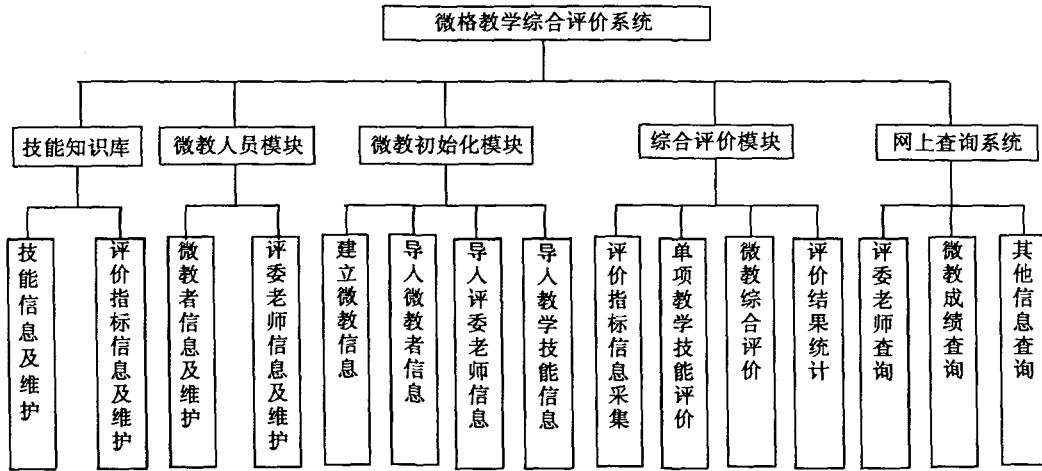 微格教学综合评价系统
技能知识库
微教人员模块
微教初始化模块
综合评价模块
网上查询系统
技能信息及维护
评价指标信息及维护
微教者信息及维护
评委老师信息及维护
建立微教信息
导人微教者信息
导人评委老师信息
导人教学技能信息
评价指标信息采集
单项教学技能评价
微教综合评价
评价结果统计
评委老师查询
微教成绩查询
其他信息查询